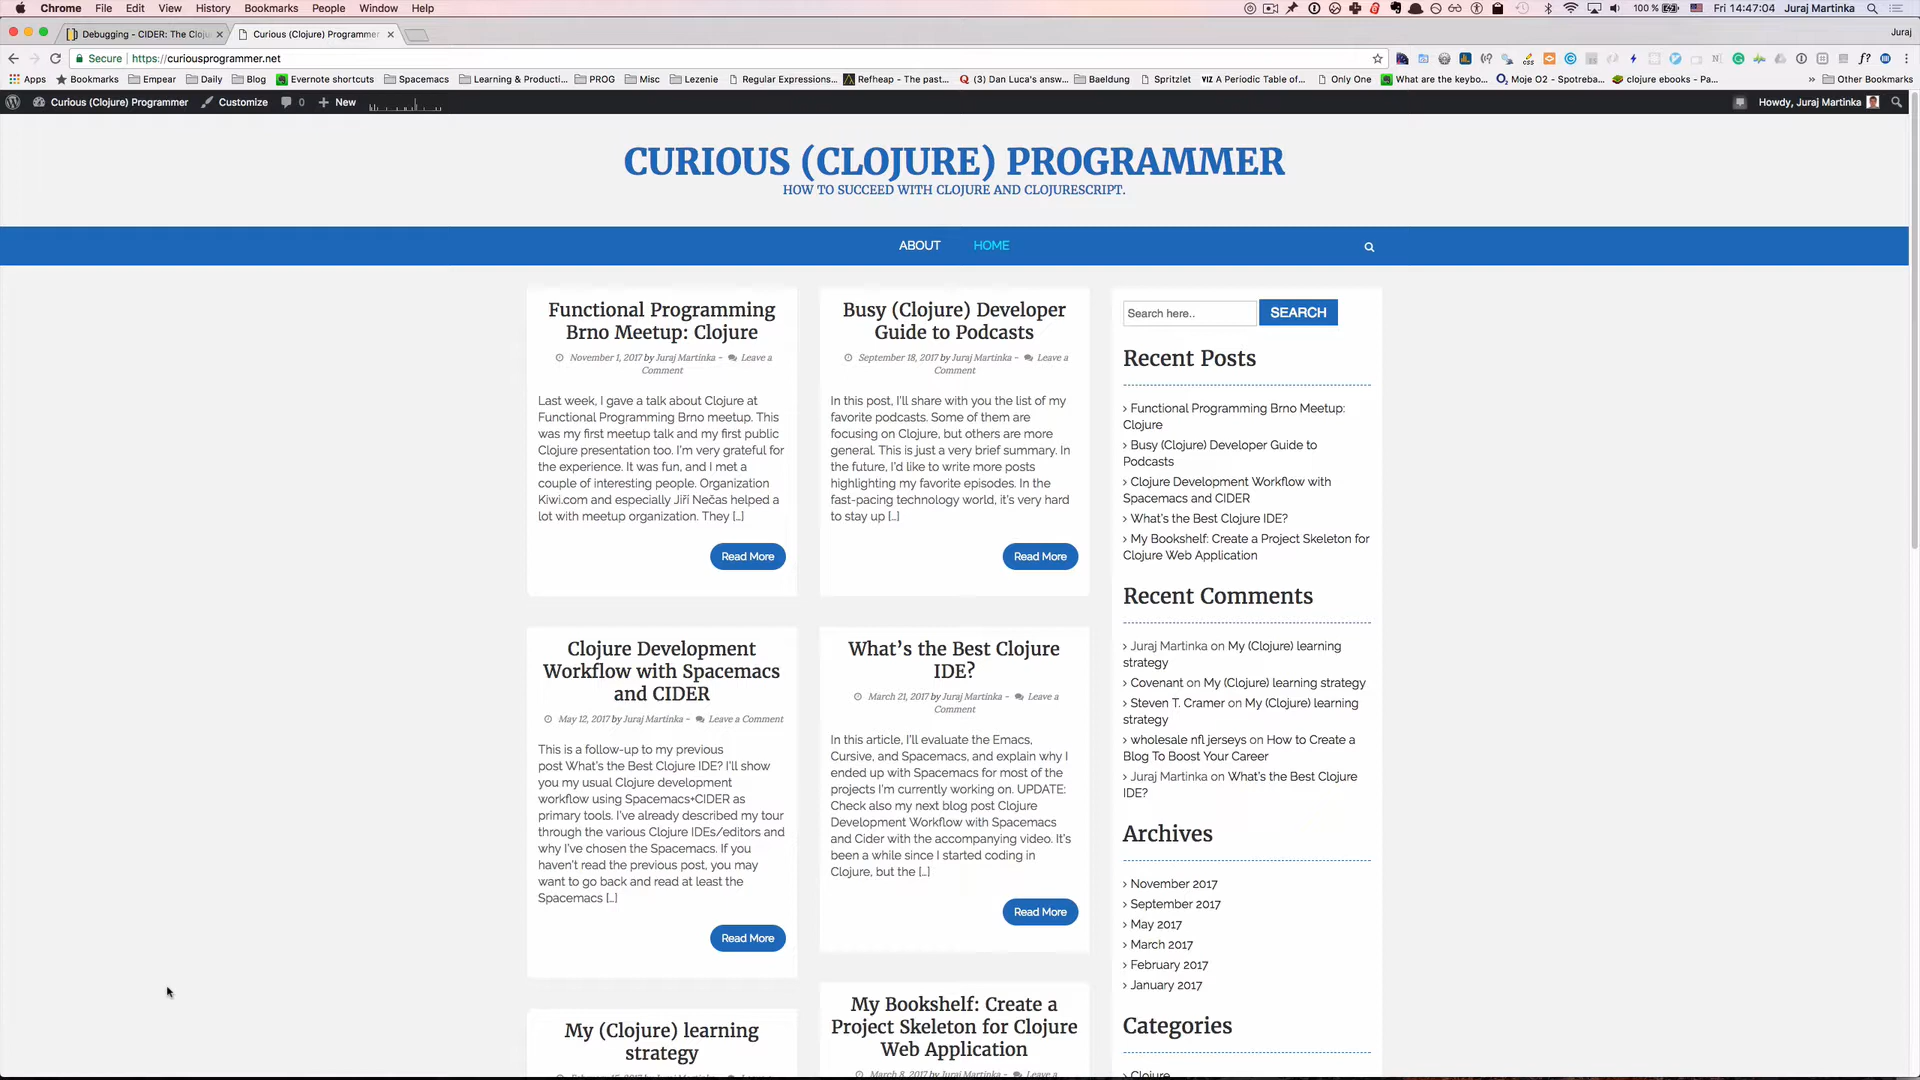 Chrome File Edit View History Bookmarks People Window Help 100 % Fri 14:47:04 Juraj Martinka
Debugging - CIDER: The Cloju Curious (Clojure) Programmer Juraj
Secure https://curiousprogrammer.net
Apps Bookmarks Empear Daily Blog Evernote shortcuts Spacemacs Learning & Producti... PROG Misc Lezenie Regular Expressions... Refheap - The past... (3) Dan Luca's answ... Baeldung Spritzlet VIZ A Periodic Table of... Only One What are the keybo... Moje O2 - Spotreba... clojure ebooks - Pa... » Other Bookmarks
Curious (Clojure) Programmer Customize 0 New Howdy, Juraj Martinka
CURIOUS (CLOJURE) PROGRAMMER
HOW TO SUCCEED WITH CLOJURE AND CLOJURESCRIPT.
ABOUT HOME
Functional Programming
Brno Meetup: Clojure
November 1, 2017 by Juraj Martinka - Leave a
Comment
Last week, I gave a talk about Clojure at
Functional Programming Brno meetup. This
was my first meetup talk and my first public
Clojure presentation too. I'm very grateful for
the experience. It was fun, and I met a
couple of interesting people. Organization
Kiwi.com and especially Jiří Nečas helped a
lot with meetup organization. They [...]
Read More
Busy (Clojure) Developer
Guide to Podcasts
September 18, 2017 by Juraj Martinka - Leave a
Comment
In this post, I'll share with you the list of my
favorite podcasts. Some of them are
focusing on Clojure, but others are more
general. This is just a very brief summary. In
the future, I'd like to write more posts
highlighting my favorite episodes. In the
fast-pacing technology world, it's very hard
to stay up [...]
Read More
Clojure Development
Workflow with Spacemacs
and CIDER
May 12, 2017 by Juraj Martinka - Leave a Comment
This is a follow-up to my previous
post What's the Best Clojure IDE? I'll show
you my usual Clojure development
workflow using Spacemacs+CIDER as
primary tools. I've already described my tour
through the various Clojure IDEs/editors and
why I've chosen the Spacemacs. If you
haven't read the previous post, you may
want to go back and read at least the
Spacemacs [...]
Read More
What's the Best Clojure
IDE?
March 21, 2017 by Juraj Martinka - Leave a
Comment
In this article, I'll evaluate the Emacs,
Cursive, and Spacemacs, and explain why I
ended up with Spacemacs for most of the
projects I'm currently working on. UPDATE:
Check also my next blog post Clojure
Development Workflow with Spacemacs
and Cider with the accompanying video. It's
been a while since I started coding in
Clojure, but the [...]
Read More
My (Clojure) learning
strategy
My Bookshelf: Create a
Project Skeleton for Clojure
Web Application
March 8, 2017 by Juraj Martinka - Leave a
Search here.. SEARCH
Recent Posts
› Functional Programming Brno Meetup:
Clojure
› Busy (Clojure) Developer Guide to
Podcasts
› Clojure Development Workflow with
Spacemacs and CIDER
› What's the Best Clojure IDE?
› My Bookshelf: Create a Project Skeleton for
Clojure Web Application
Recent Comments
› Juraj Martinka on My (Clojure) learning
strategy
› Covenant on My (Clojure) learning strategy
› Steven T. Cramer on My (Clojure) learning
strategy
› wholesale nfl jerseys on How to Create a
Blog To Boost Your Career
› Juraj Martinka on What's the Best Clojure
IDE?
Archives
› November 2017
› September 2017
› May 2017
› March 2017
› February 2017
› January 2017
Categories
› Clojure